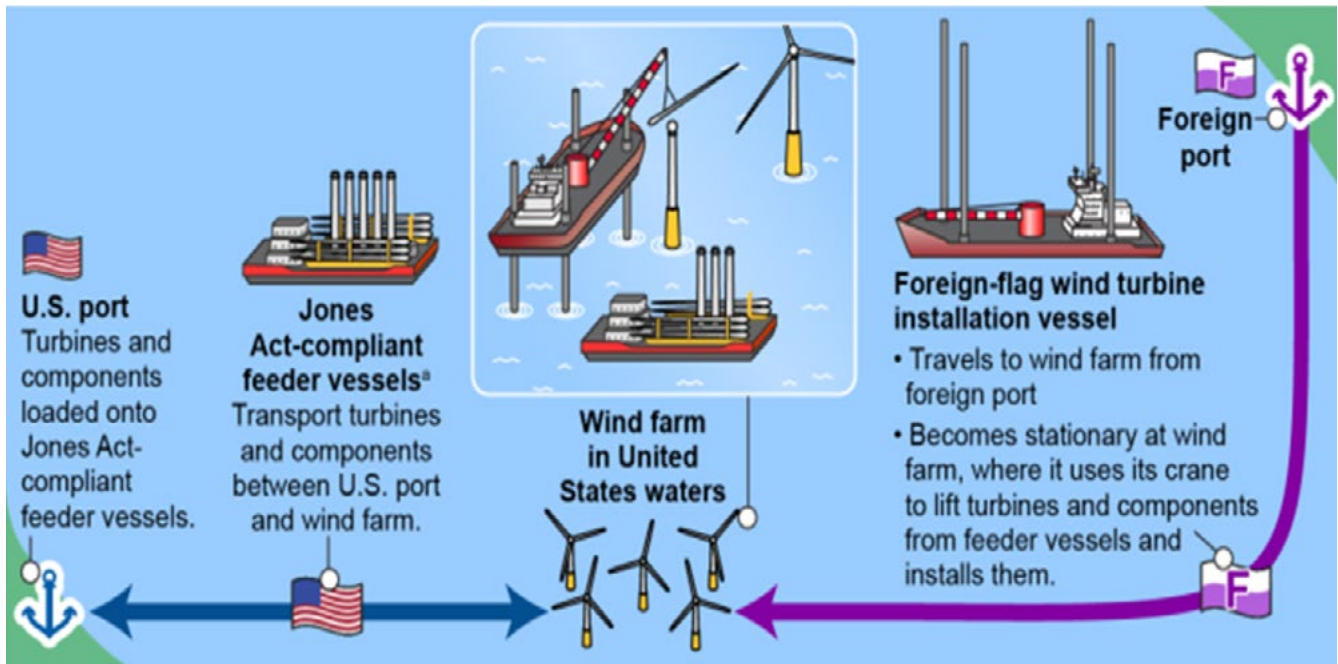 U.S. port
Turbines and
components
loaded onto
Jones Act-
compliant
feeder vessels.
Jones
Act-compliant
feeder vesselsᵃ
Transport turbines
and components
between U.S. port
and wind farm.
Wind farm
in United
States waters
Foreign-flag wind turbine
installation vessel
• Travels to wind farm from
foreign port
• Becomes stationary at wind
farm, where it uses its crane
to lift turbines and components
from feeder vessels and
installs them.
F
Foreign
port
F